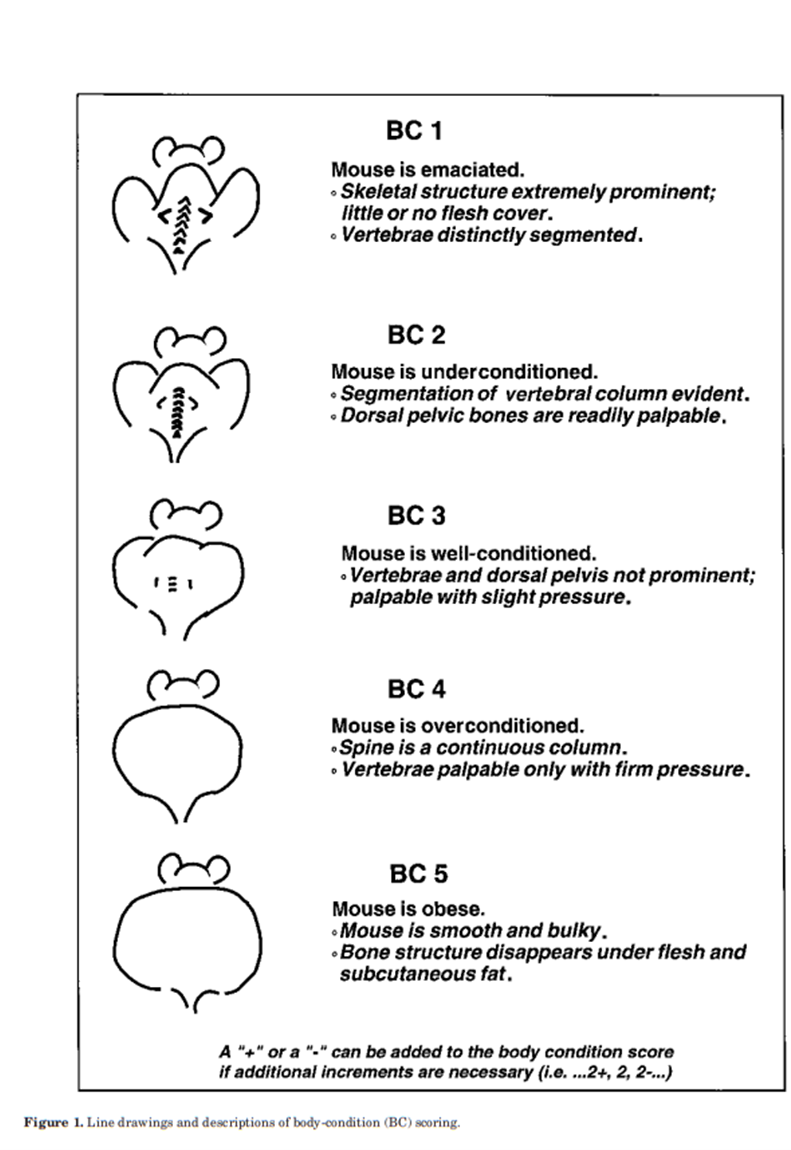 BC 1
Mouse is emaciated.
◦ Skeletal structure extremely prominent;
little or no flesh cover.
◦ Vertebrae distinctly segmented.
BC 2
Mouse is underconditioned.
◦ Segmentation of vertebral column evident.
◦ Dorsal pelvic bones are readily palpable.
BC 3
Mouse is well-conditioned.
◦ Vertebrae and dorsal pelvis not prominent;
palpable with slight pressure.
BC 4
Mouse is overconditioned.
◦ Spine is a continuous column.
◦ Vertebrae palpable only with firm pressure.
BC 5
Mouse is obese.
◦ Mouse is smooth and bulky.
◦ Bone structure disappears under flesh and
subcutaneous fat.
A "+" or a "-" can be added to the body condition score
if additional increments are necessary (i.e. ...2+, 2, 2-...)
Figure 1. Line drawings and descriptions of body-condition (BC) scoring.